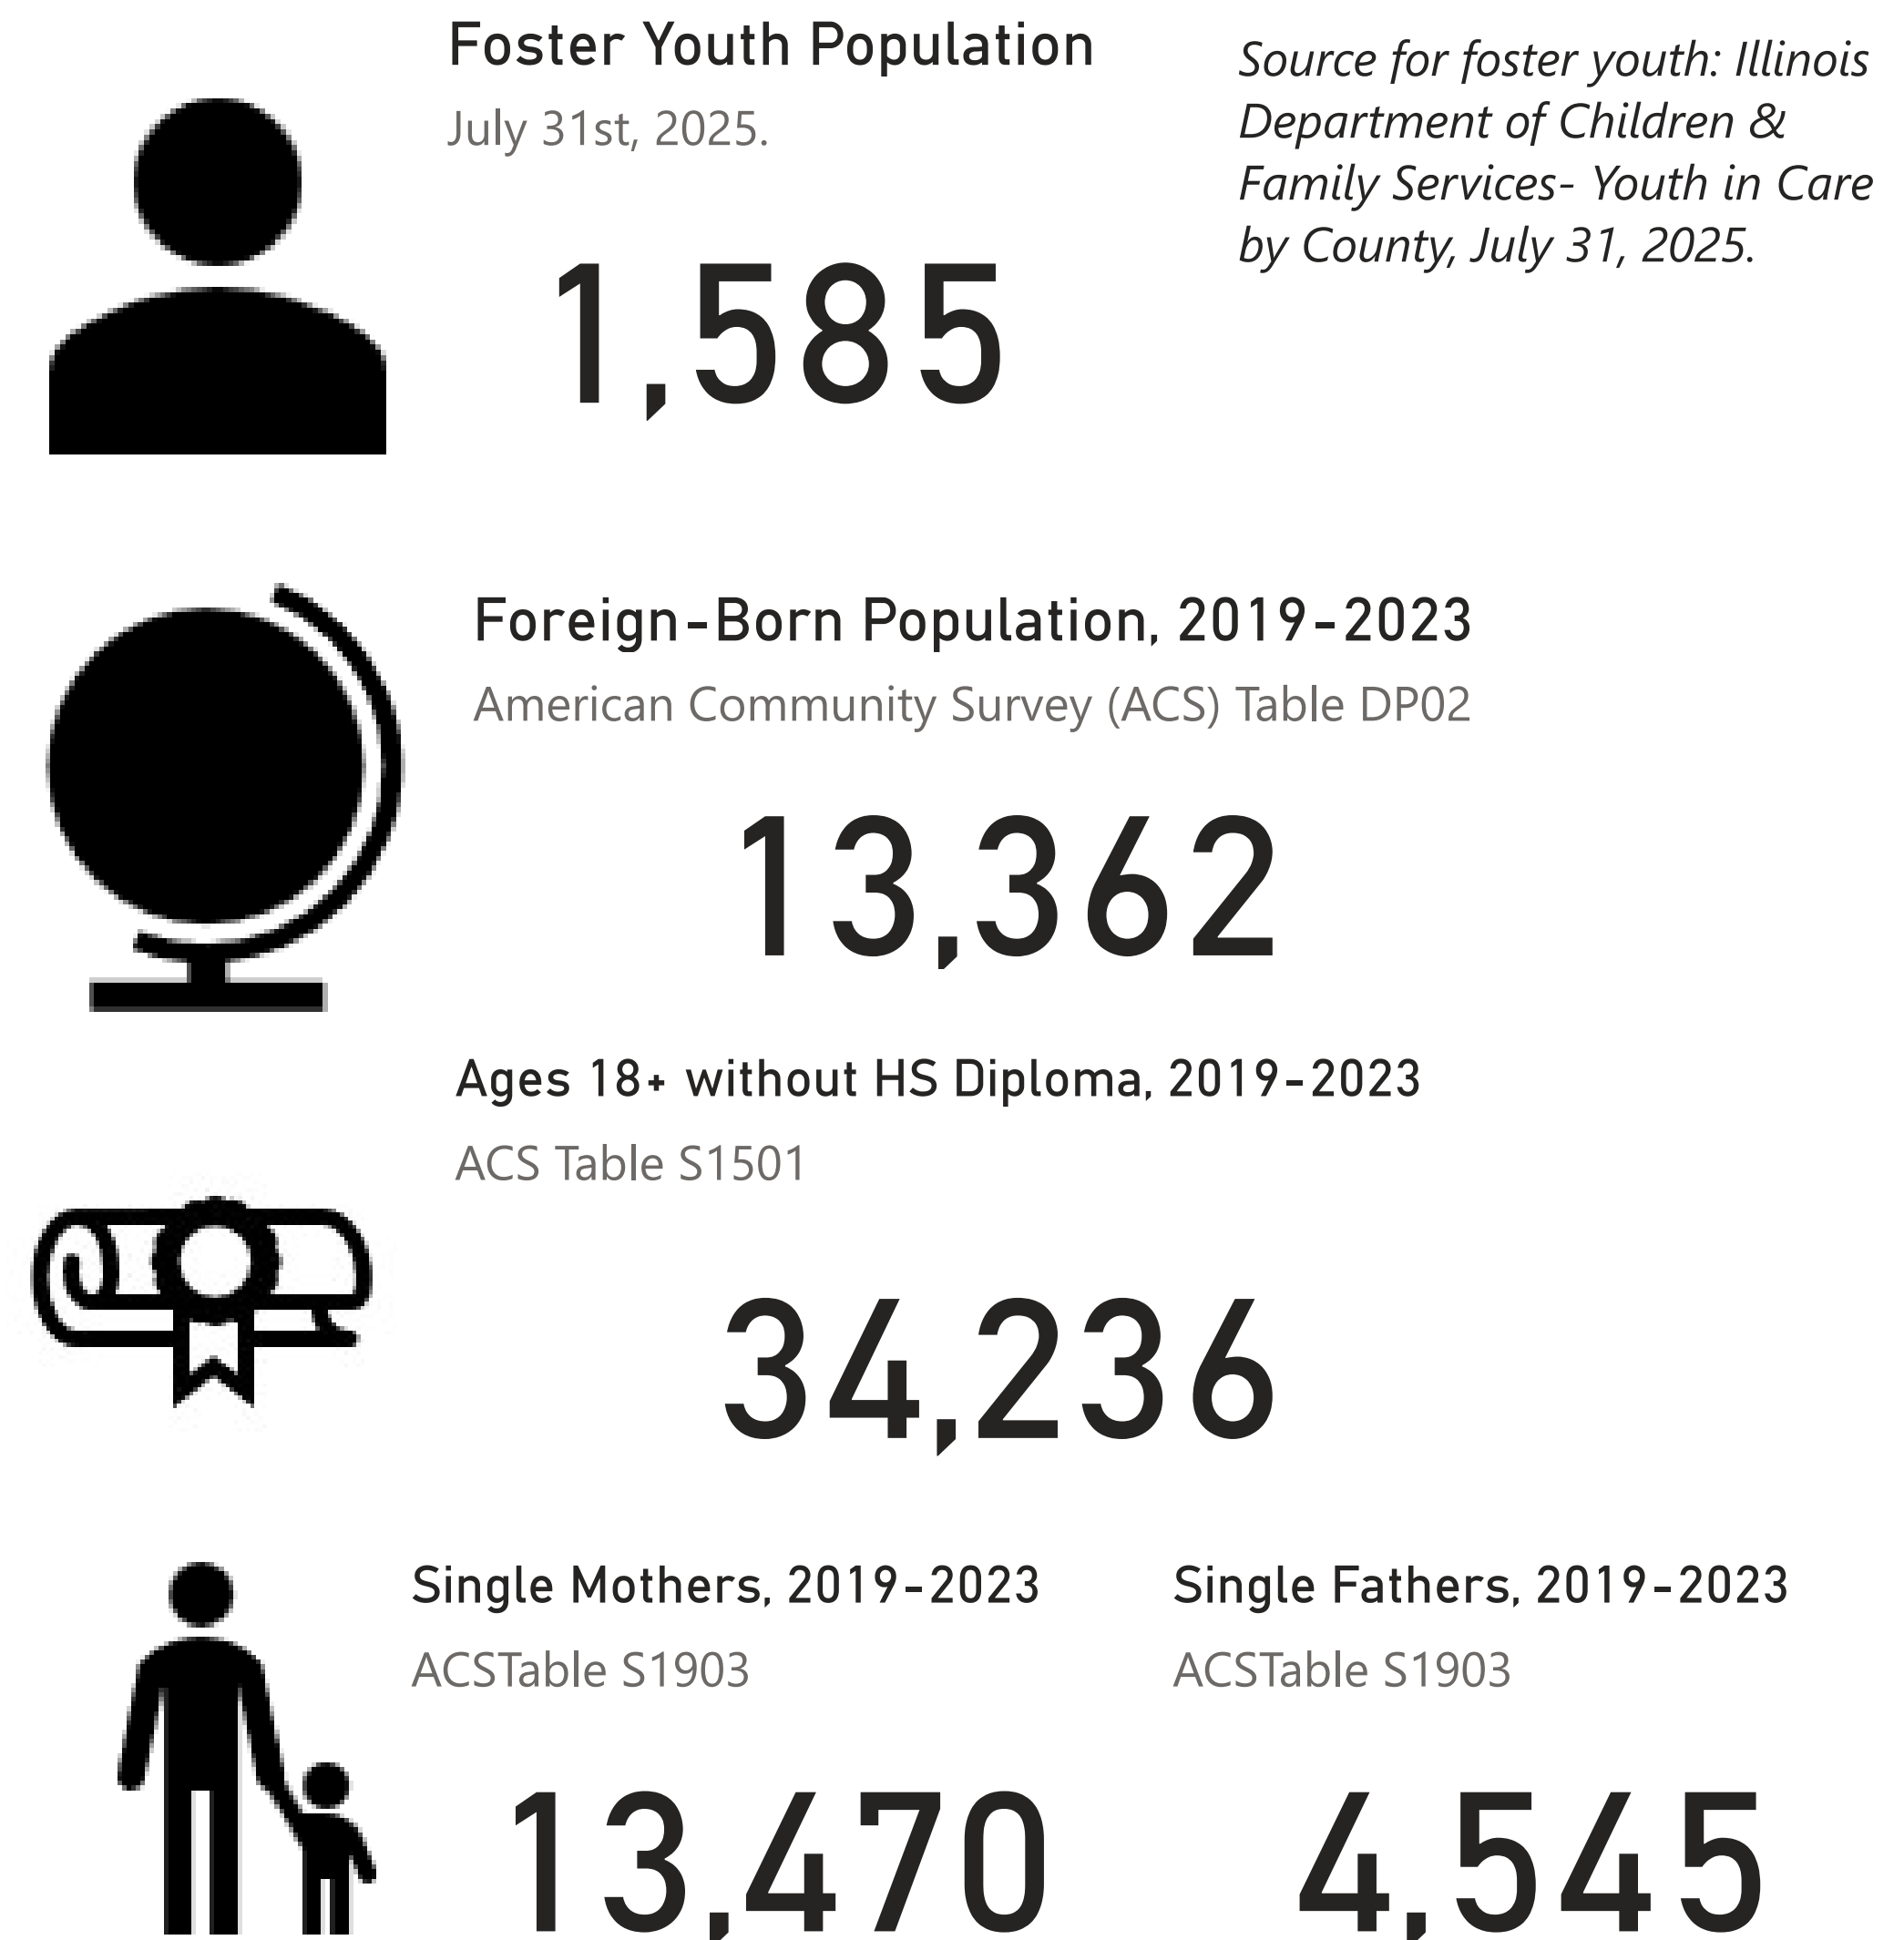 Foster Youth Population
July 31st, 2025.
1,585
Source for foster youth: Illinois
Department of Children &
Family Services- Youth in Care
by County, July 31, 2025.
Foreign-Born Population, 2019-2023
American Community Survey (ACS) Table DP02
13,362
Ages 18+ without HS Diploma, 2019-2023
ACS Table S1501
34,236
Single Mothers, 2019-2023
ACSTable S1903
13,470
Single Fathers, 2019-2023
ACSTable S1903
4,545